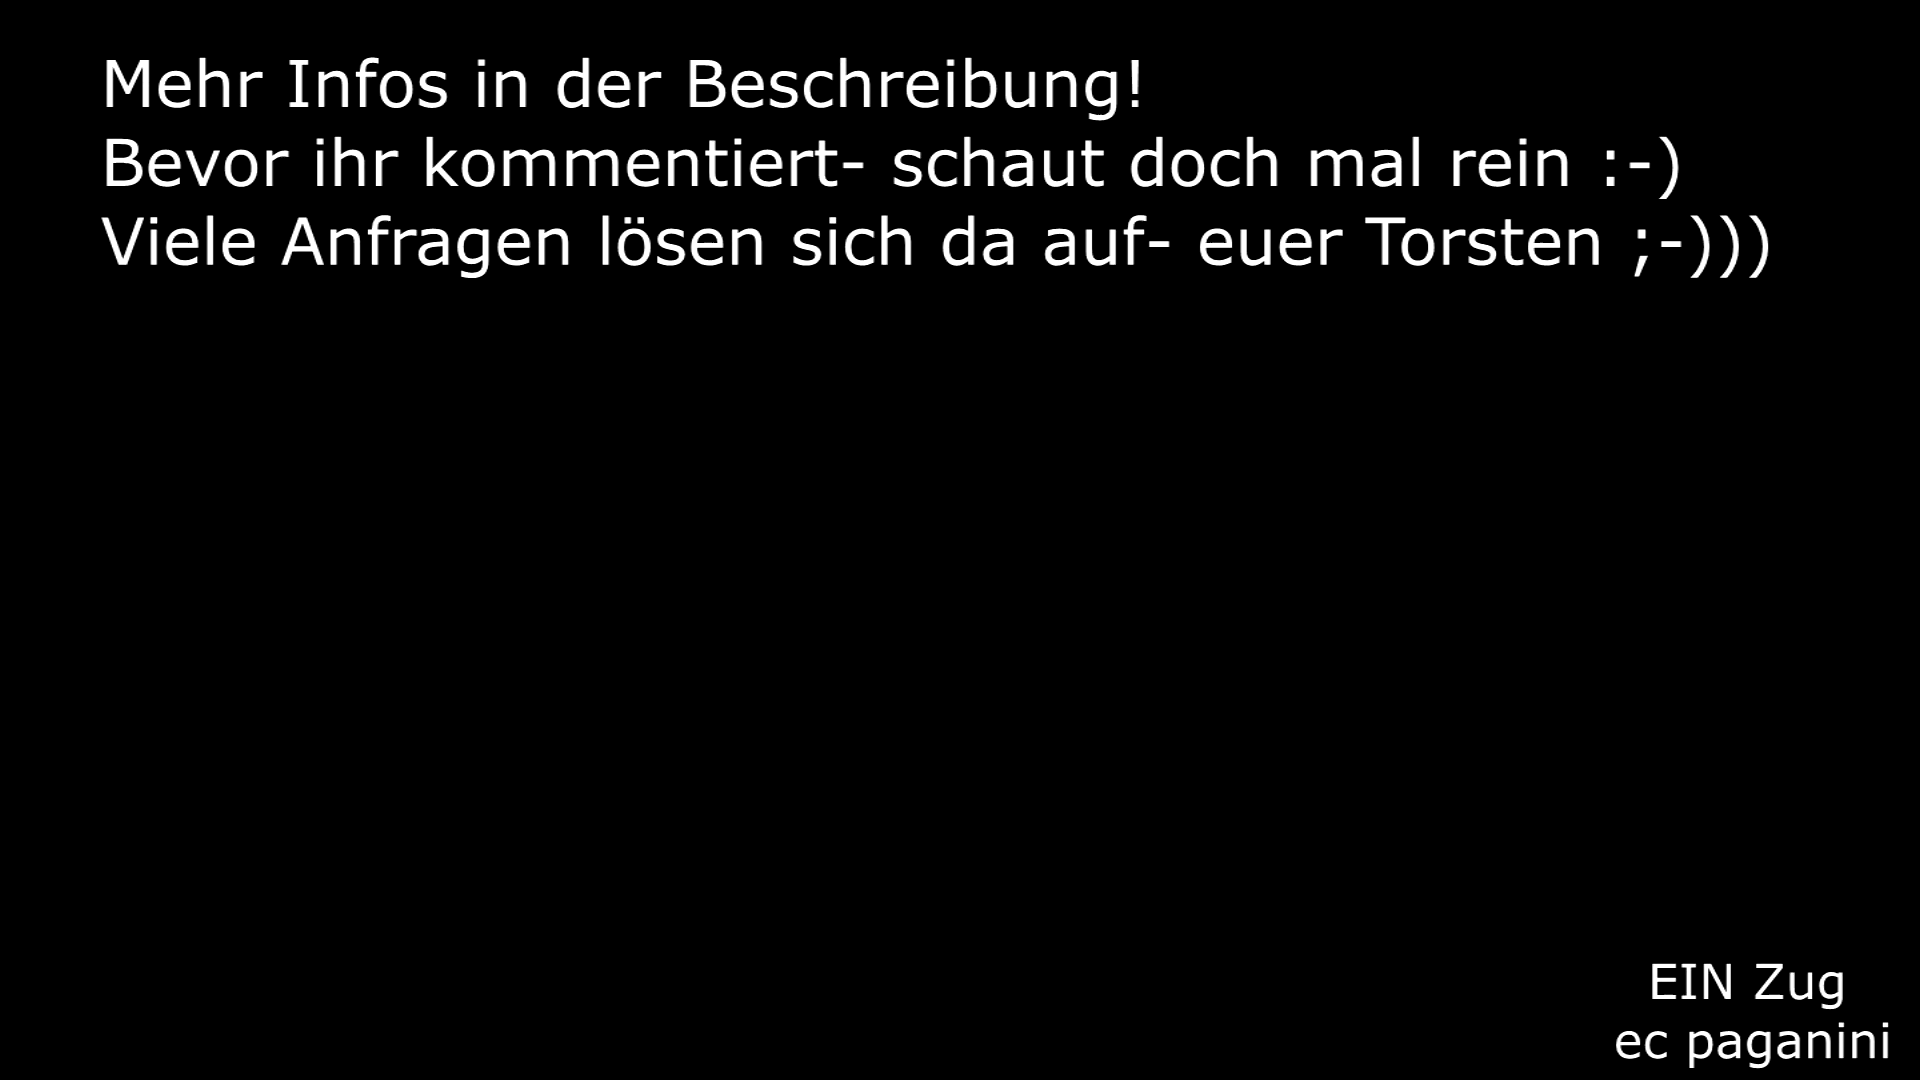 Mehr Infos in der Beschreibung!
Bevor ihr kommentiert- schaut doch mal rein :-)
Viele Anfragen lösen sich da auf- euer Torsten ;-)))
EIN Zug
ec paganini